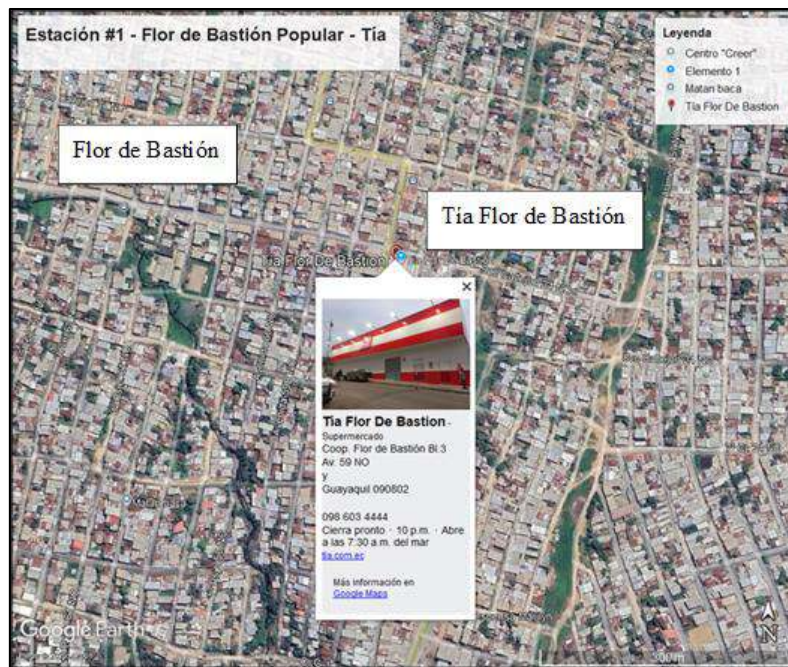 Estación #1 - Flor de Bastión Popular - Tía
Leyenda
Centro "Creer"
Elemento 1
Matan baca
Tia Flor De Bastion
Flor de Bastión
Tía Flor de Bastión
Tia Flor De Bastion
Tia Flor De Bastion -
Supermercado
Coop. Flor de Bastión Bl.3
Av. 59 NO
y
Guayaquil 090802
098 603 4444
Cierra pronto · 10 p.m. · Abre
a las 7:30 a.m. del mar
tia.com.ec
Más información en
Google Maps
Google Earth
N